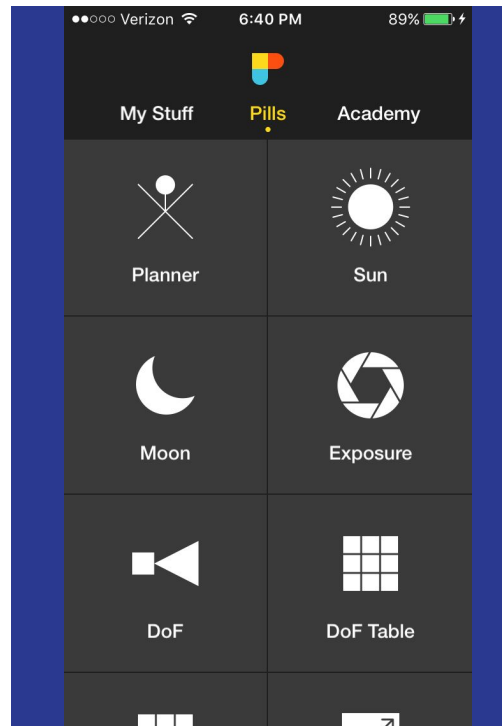 Verizon 6:40 PM 89%
My Stuff Pills Academy
Planner Sun
Moon Exposure
DoF DoF Table